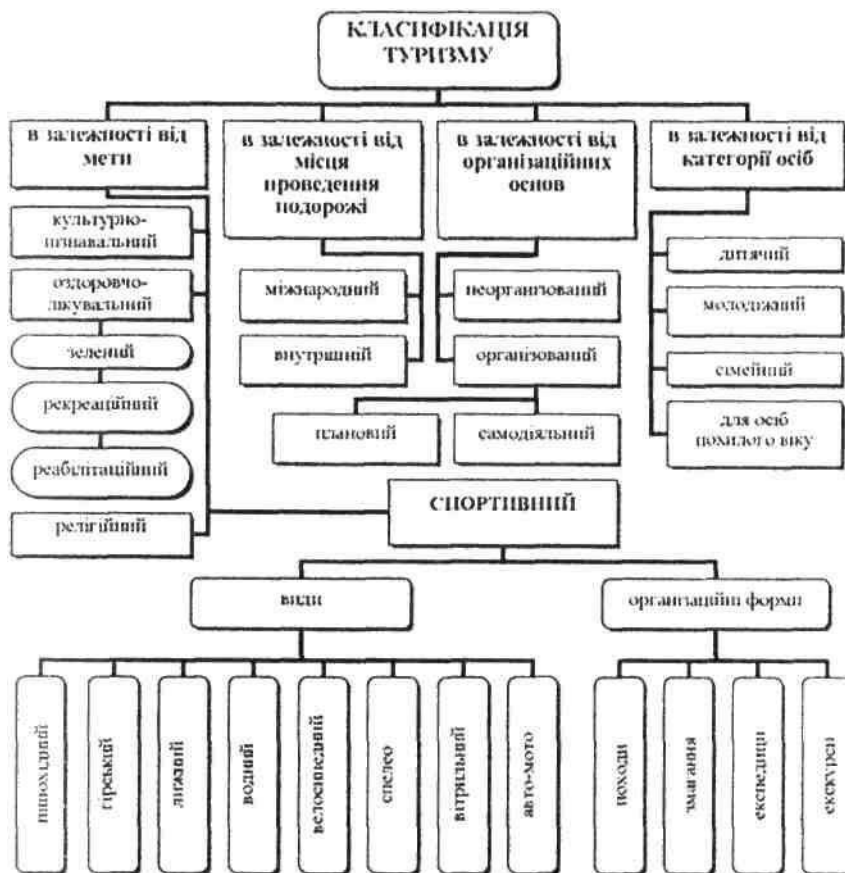 КЛАСИФІКАЦІЯ
ТУРИЗМУ
в залежності від
мети
в залежності від
місця
проведення
подорожі
в залежності від
організаційних
основ
в залежності від
категорії осіб
культурно-
пізнавальний
оздоровчо-
лікувальний
зелений
рекреаційний
реабілітаційний
релігійний
міжнародний
внутрішній
неорганізований
організований
плановий
самодіяльний
дитячий
молодіжний
сімейний
для осіб
похилого віку
СПОРТИВНИЙ
види
організаційні форми
пішохідний
гірський
лижний
водний
велосипедний
спелео
вітрильний
авто-мото
походи
змагання
експедиції
екскурсії